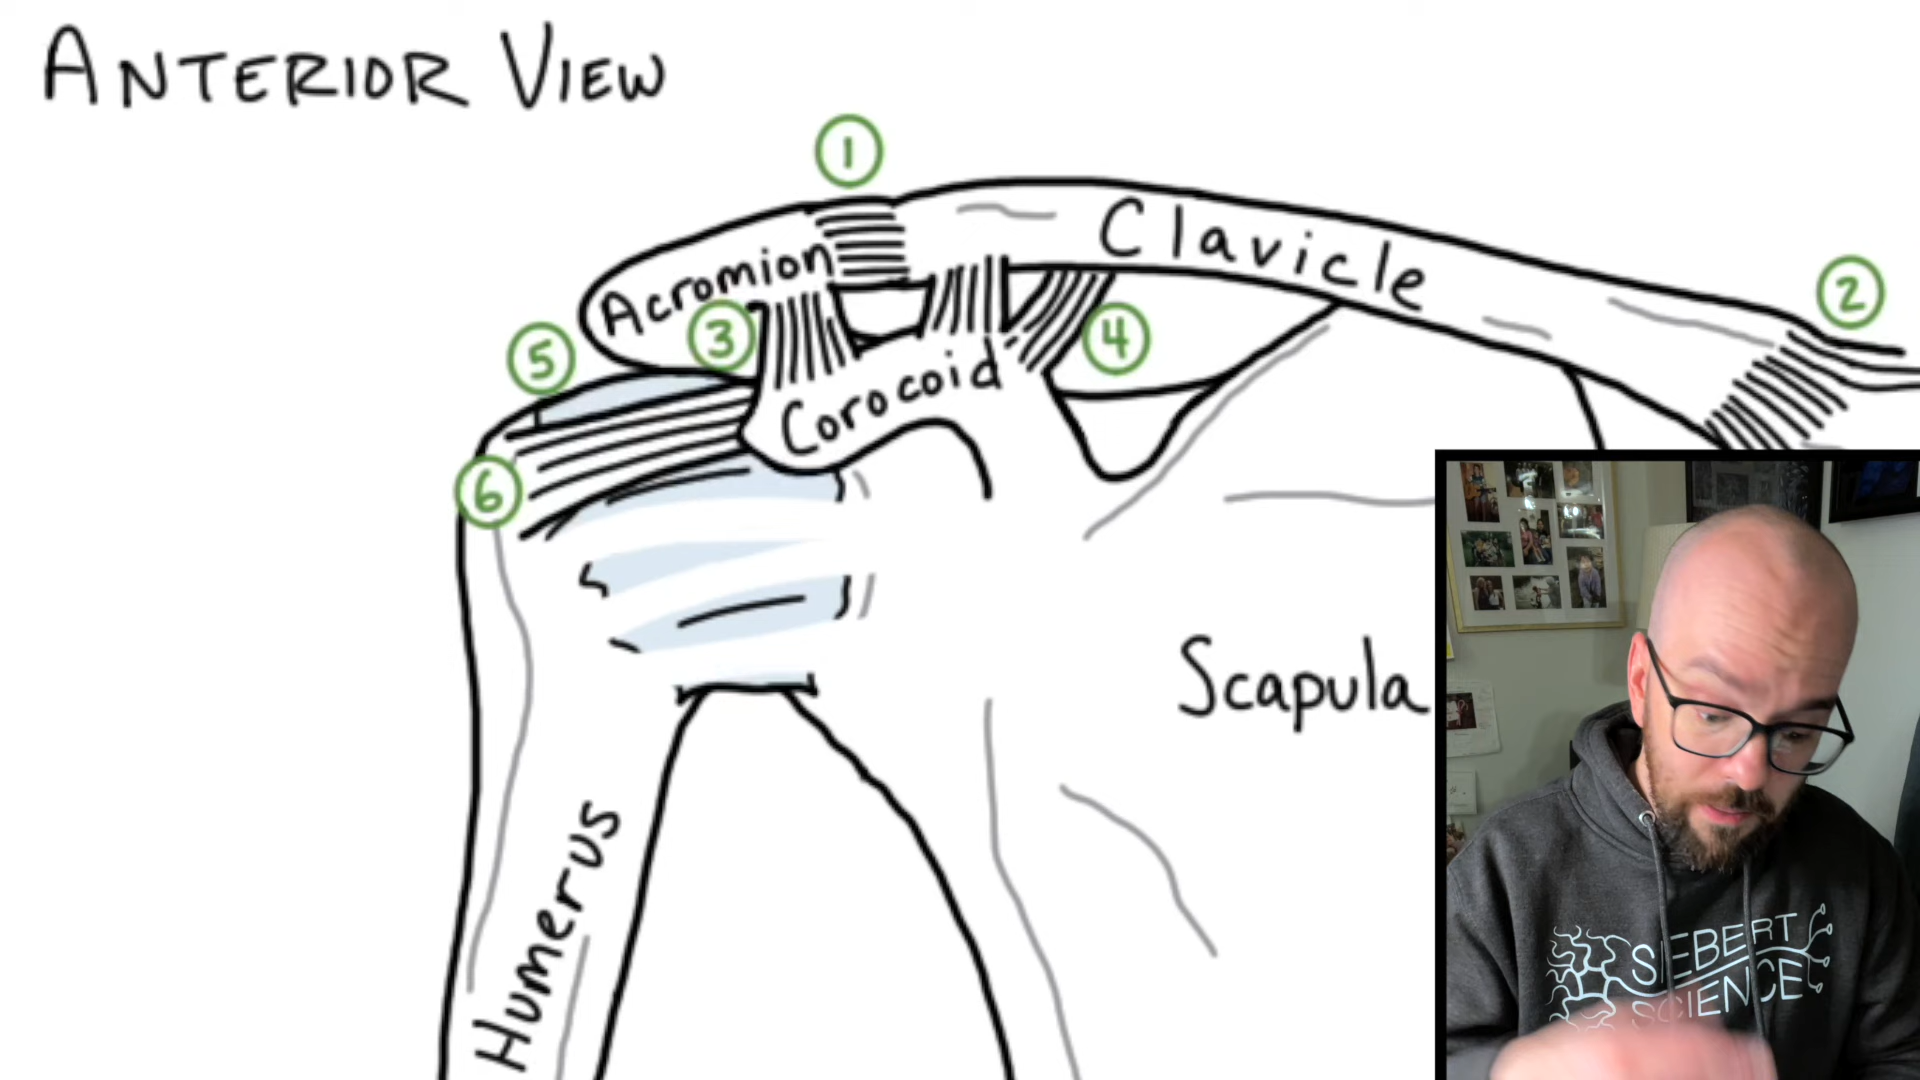 ANTERIOR VIEW
1
Clavicle
2
Acromion
3
4
5
Corocoid
6
Scapula
Humerus
SIEBERT
SCIENCE